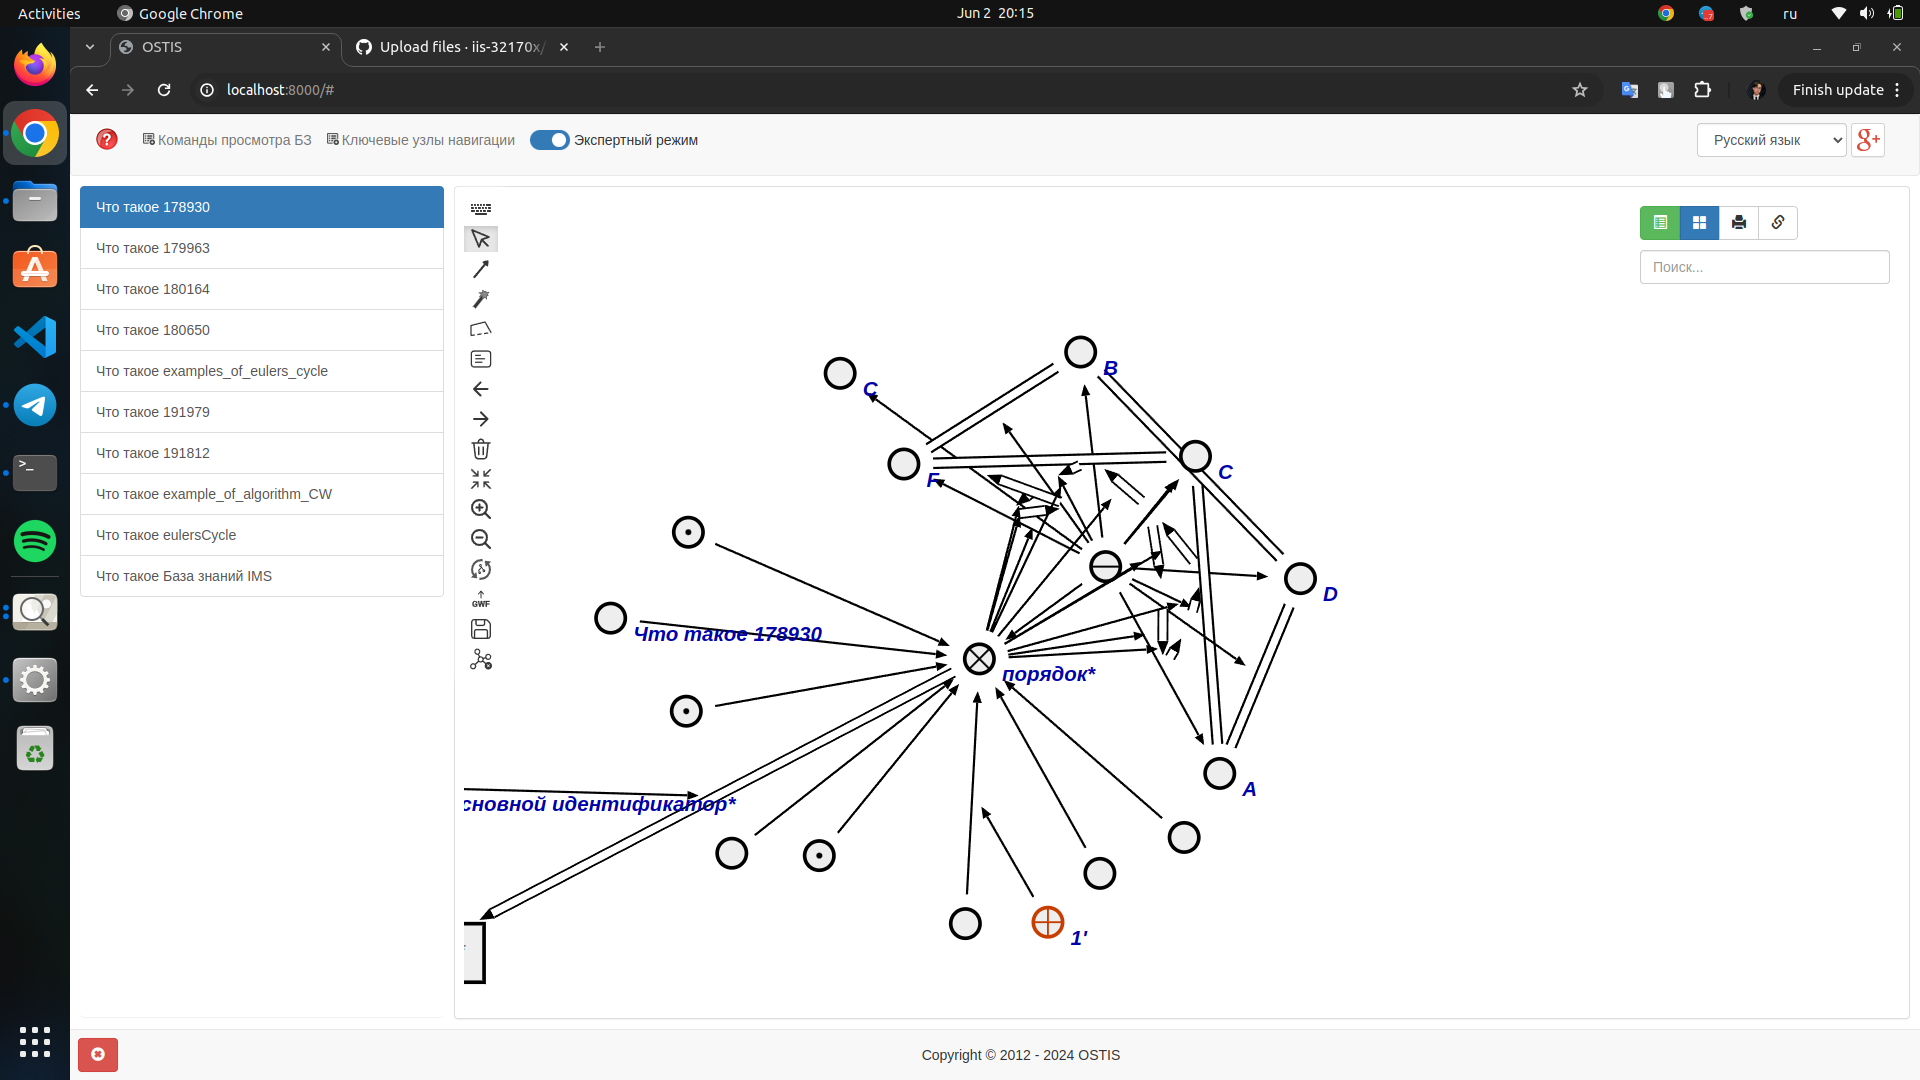 Activities
Google Chrome
Jun 2 20:15
ru
OSTIS
Upload files · iis-32170x/
localhost:8000/#
Finish update
Команды просмотра БЗ
Ключевые узлы навигации
Экспертный режим
Русский язык
g+
Что такое 178930
Что такое 179963
Что такое 180164
Что такое 180650
Что такое examples_of_eulers_cycle
Что такое 191979
Что такое 191812
Что такое example_of_algorithm_CW
Что такое eulersCycle
Что такое База знаний IMS
GWF
Поиск...
B
C
F
C
D
Что такое 178930
порядок*
A
сновной идентификатор*
1'
Copyright © 2012 - 2024 OSTIS